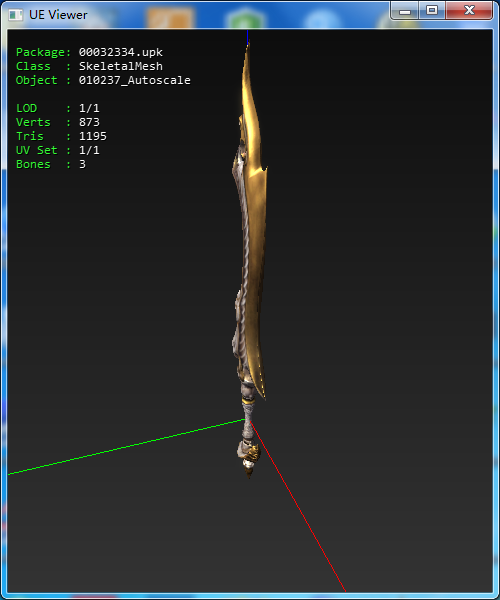 UE Viewer
Package: 00032334.upk
Class : SkeletalMesh
Object : 010237_Autoscale
LOD : 1/1
Verts : 873
Tris : 1195
UV Set : 1/1
Bones : 3